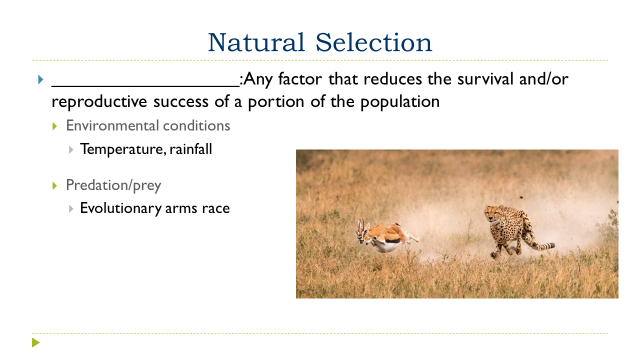 Natural Selection
___________________:Any factor that reduces the survival and/or
reproductive success of a portion of the population
Environmental conditions
Temperature, rainfall
Predation/prey
Evolutionary arms race